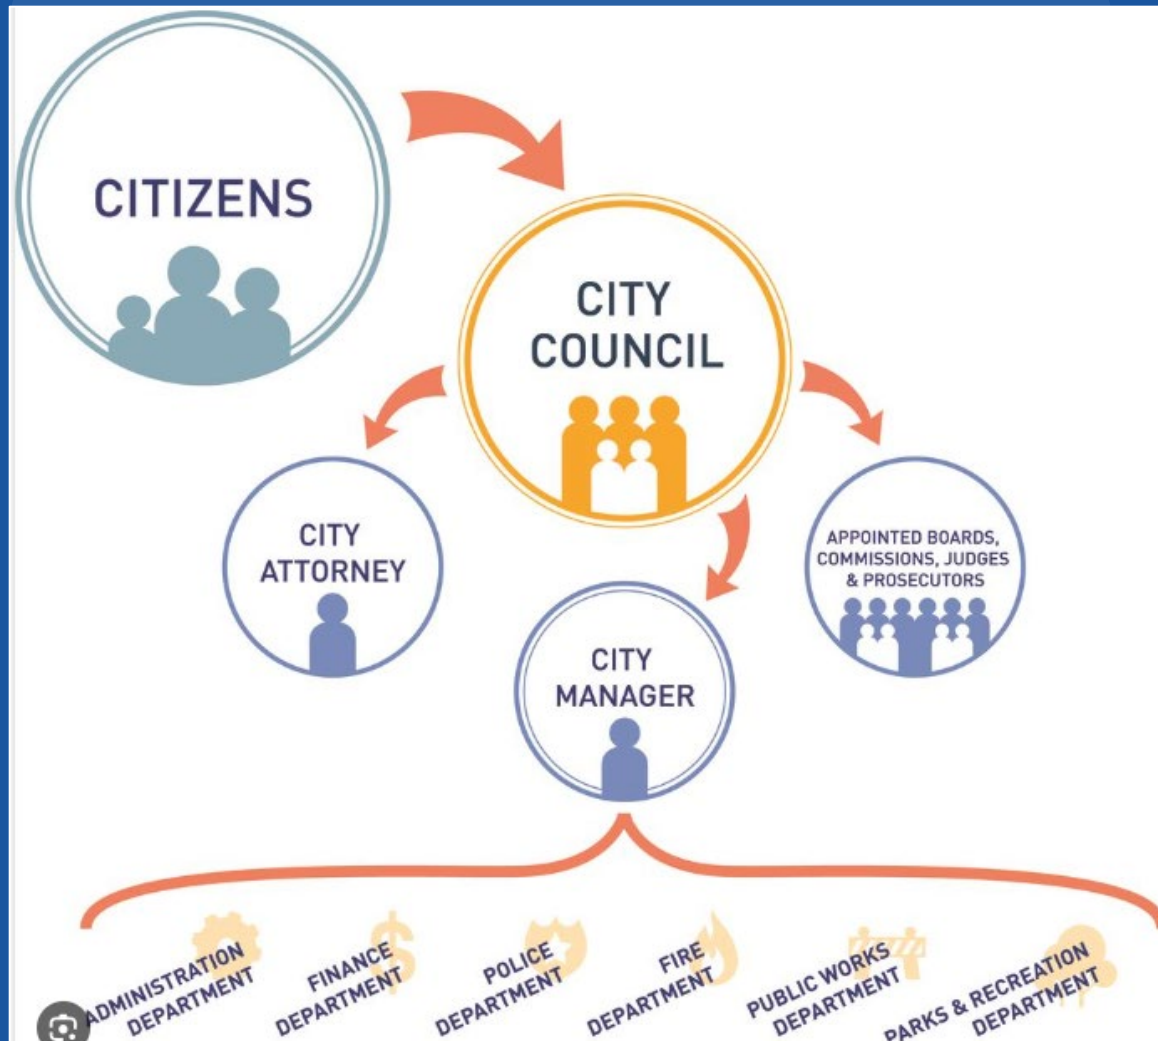 CITIZENS
CITY
COUNCIL
CITY
ATTORNEY
APPOINTED BOARDS,
COMMISSIONS, JUDGES
& PROSECUTORS
CITY
MANAGER
ADMINISTRATION
DEPARTMENT
FINANCE
DEPARTMENT
POLICE
DEPARTMENT
FIRE
DEPARTMENT
PUBLIC WORKS
DEPARTMENT
PARKS & RECREATION
DEPARTMENT